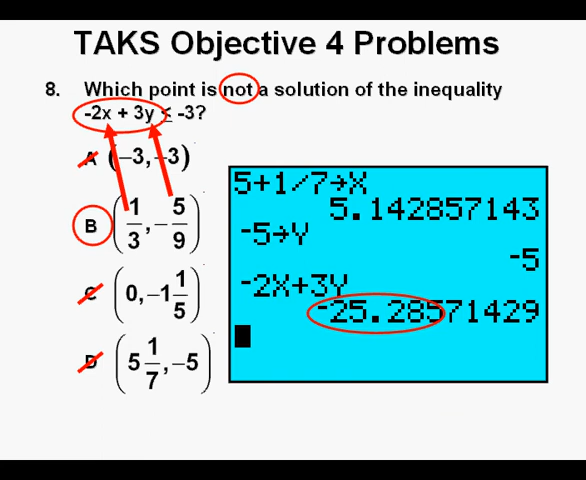 TAKS Objective 4 Problems
8. Which point is not a solution of the inequality
-2x + 3y ≤ -3?
A (−3,−3)
B (1/3, −5/9)
C (0,−1 1/5)
D (5 1/7,−5)
5+1/7→X
5.142857143
-5→Y
-5
-2X+3Y
-25.28571429